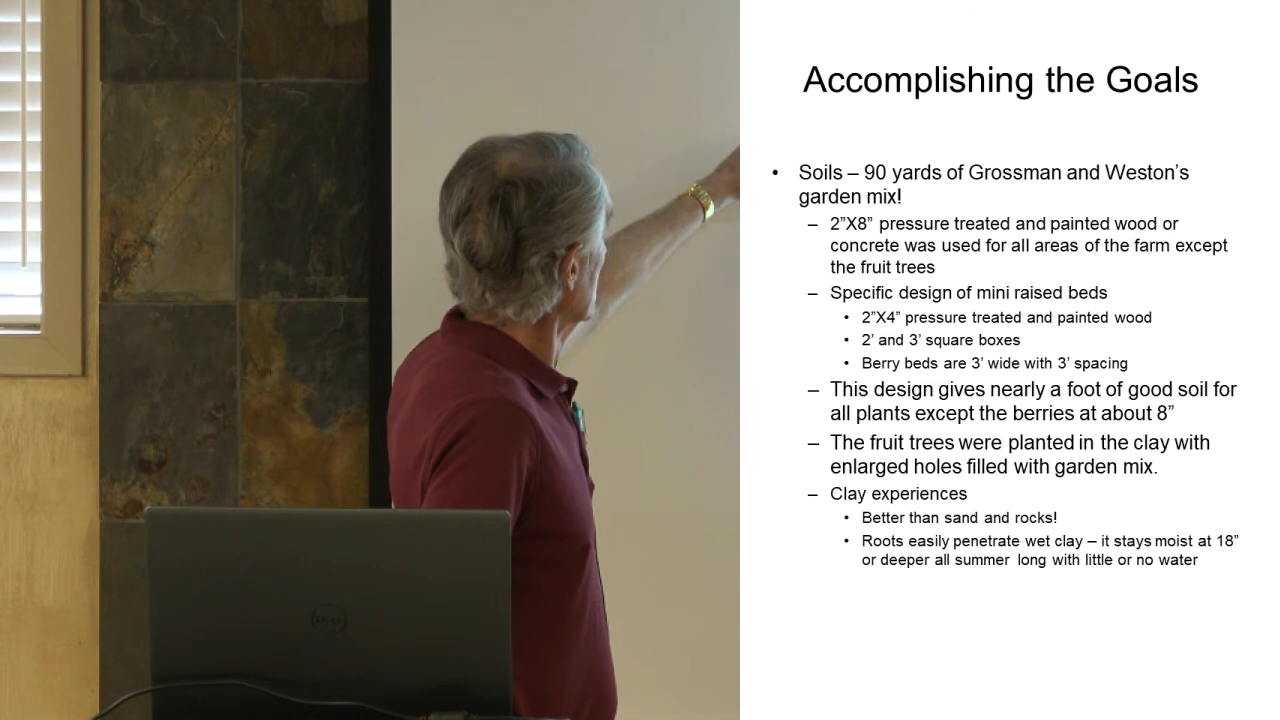 Accomplishing the Goals
• Soils – 90 yards of Grossman and Weston's
garden mix!
– 2"X8" pressure treated and painted wood or
concrete was used for all areas of the farm except
the fruit trees
– Specific design of mini raised beds
• 2"X4" pressure treated and painted wood
• 2' and 3' square boxes
• Berry beds are 3' wide with 3' spacing
– This design gives nearly a foot of good soil for
all plants except the berries at about 8"
– The fruit trees were planted in the clay with
enlarged holes filled with garden mix.
– Clay experiences
• Better than sand and rocks!
• Roots easily penetrate wet clay – it stays moist at 18"
or deeper all summer long with little or no water
DELL